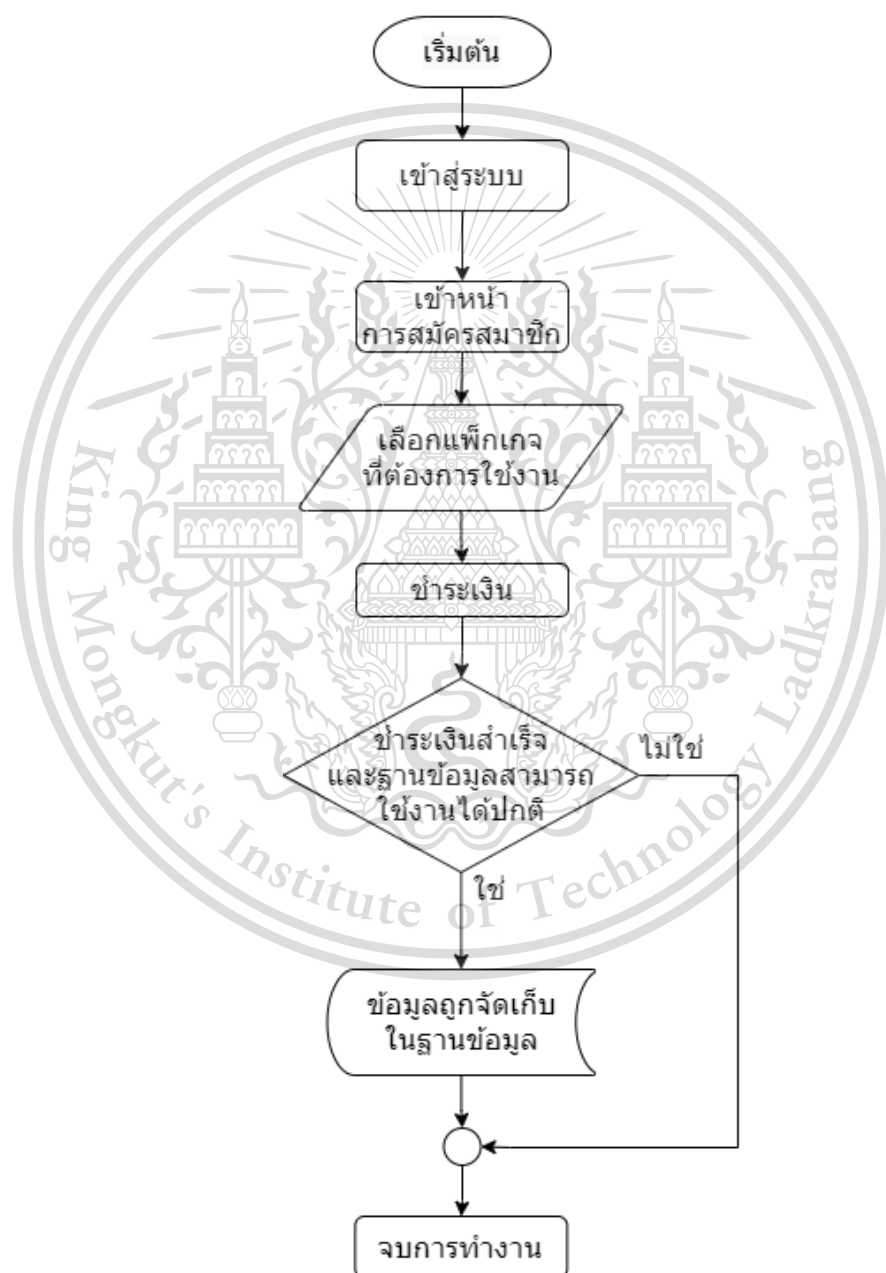 เริ่มต้น
เข้าสู่ระบบ
เข้าหน้า
การสมัครสมาชิก
เลือกแพ็กเกจ
ที่ต้องการใช้งาน
ชำระเงิน
ชำระเงินสำเร็จ
และฐานข้อมูลสามารถ
ใช้งานได้ปกติ
ไม่ใช่
ใช่
ข้อมูลถูกจัดเก็บ
ในฐานข้อมูล
จบการทำงาน
King Mongkut's Institute of Technology Ladkrabang